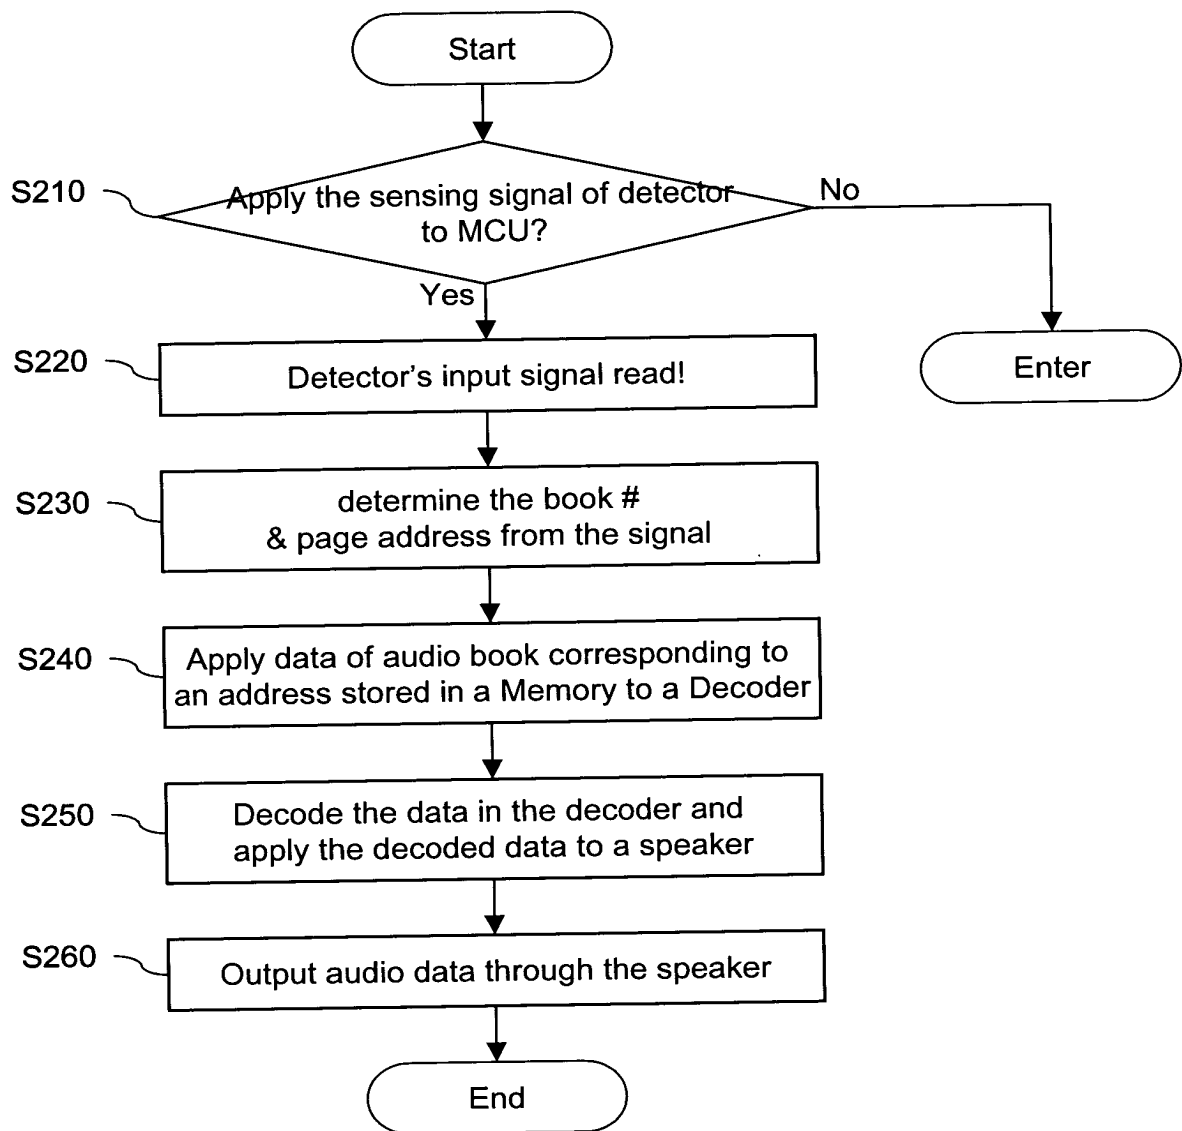 Start
S210
Apply the sensing signal of detector
to MCU?
No
Yes
S220
Detector's input signal read!
Enter
S230
determine the book #
& page address from the signal
S240
Apply data of audio book corresponding to
an address stored in a Memory to a Decoder
S250
Decode the data in the decoder and
apply the decoded data to a speaker
S260
Output audio data through the speaker
End